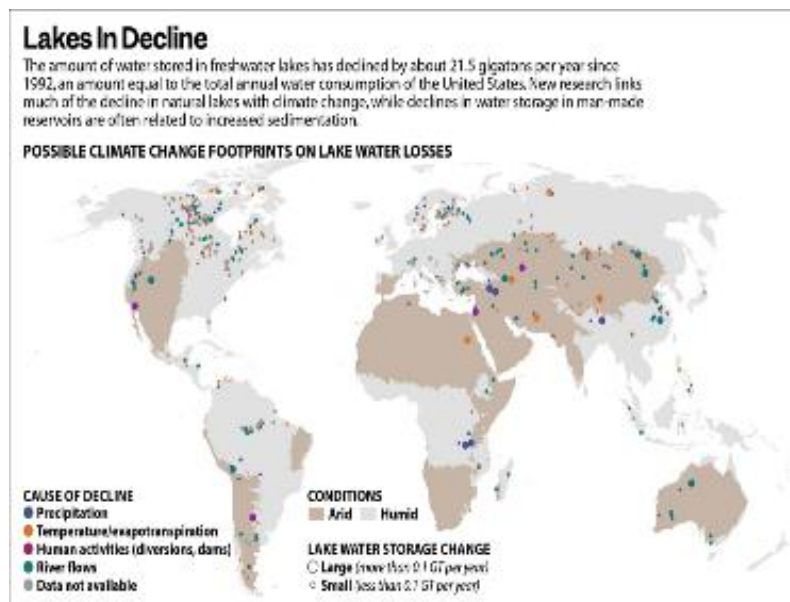 Lakes In Decline
The amount of water stored in freshwater lakes has declined by about 21.5 gigatons per year since
1992, an amount equal to the total annual water consumption of the United States. New research links
much of the decline in natural lakes with climate change, while declines in water storage in man-made
reservoirs are often related to increased sedimentation.
POSSIBLE CLIMATE CHANGE FOOTPRINTS ON LAKE WATER LOSSES
CAUSE OF DECLINE
Precipitation
Temperature/evapotranspiration
Human activities (diversions, dams)
River flows
Data not available
CONDITIONS
Arid Humid
LAKE WATER STORAGE CHANGE
Large (more than 0.1 GT per year)
Small (less than 0.1 GT per year)